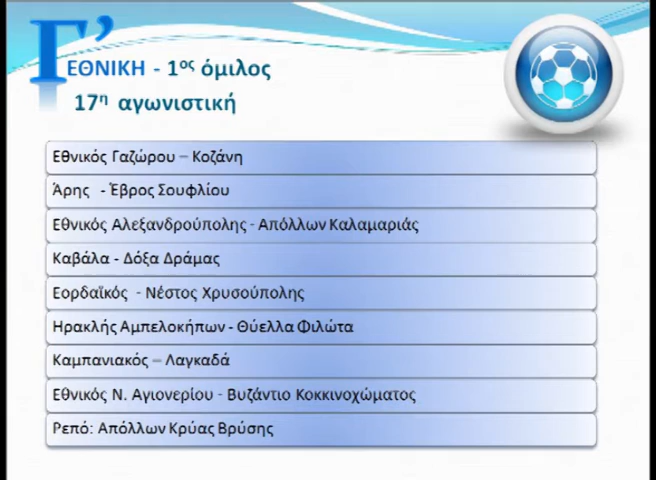 Γ’ ΕΘΝΙΚΗ - 1ος όμιλος
17η αγωνιστική
Εθνικός Γαζώρου – Κοζάνη
Άρης - Έβρος Σουφλίου
Εθνικός Αλεξανδρούπολης - Απόλλων Καλαμαριάς
Καβάλα - Δόξα Δράμας
Εορδαϊκός - Νέστος Χρυσούπολης
Ηρακλής Αμπελοκήπων - Θύελλα Φιλώτα
Καμπανιακός – Λαγκαδά
Εθνικός Ν. Αγιονερίου - Βυζάντιο Κοκκινοχώματος
Ρεπό: Απόλλων Κρύας Βρύσης